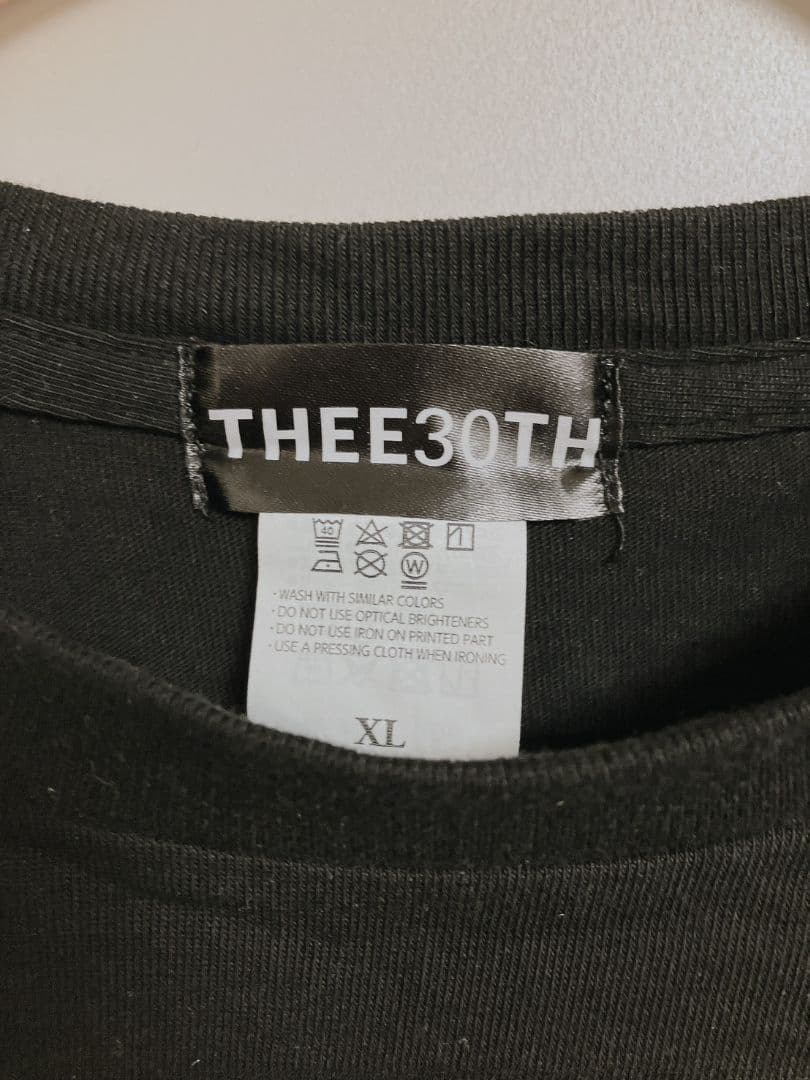 THEE30TH
40
W
·WASH WITH SIMILAR COLORS
·DO NOT USE OPTICAL BRIGHTENERS
·DO NOT USE IRON ON PRINTED PART
·USE A PRESSING CLOTH WHEN IRONING
XL